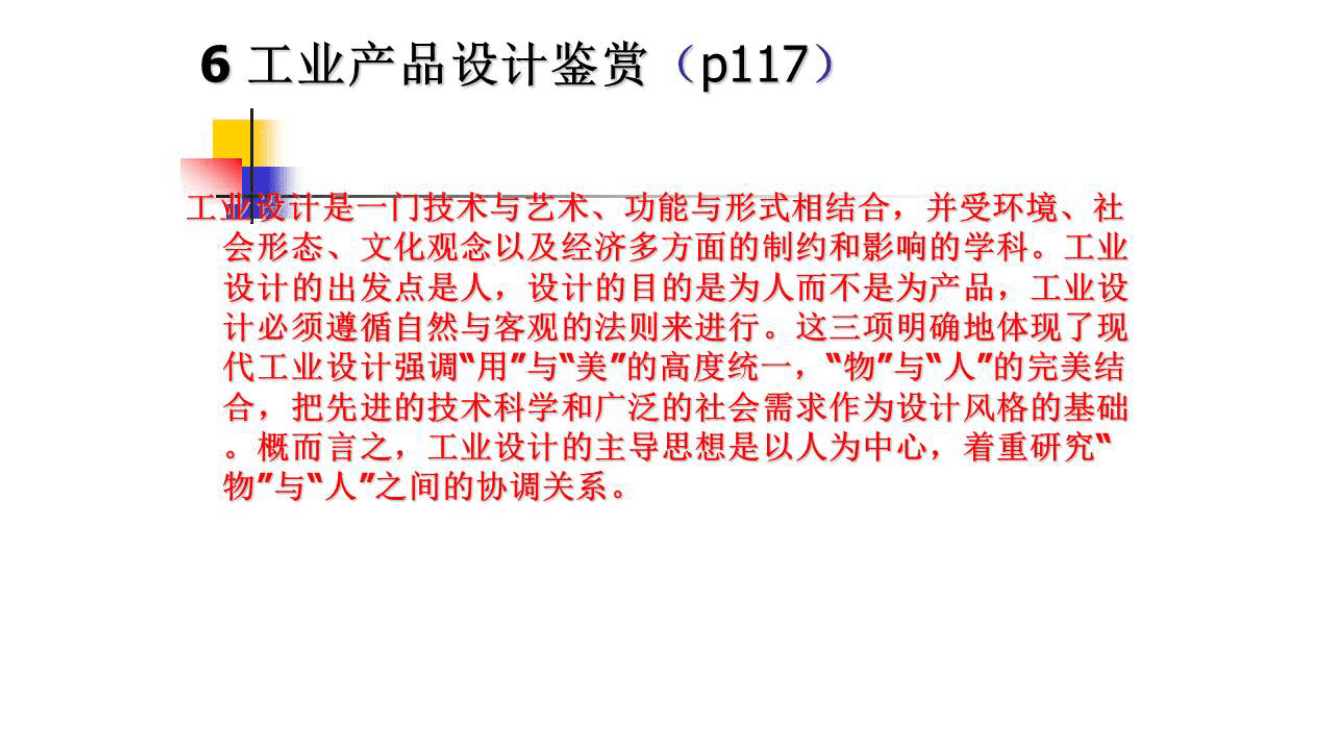 6 工业产品设计鉴赏（p117）
工业设计是一门技术与艺术、功能与形式相结合，并受环境、社
会形态、文化观念以及经济多方面的制约和影响的学科。工业
设计的出发点是人，设计的目的是为人而不是为产品，工业设
计必须遵循自然与客观的法则来进行。这三项明确地体现了现
代工业设计强调“用”与“美”的高度统一，“物”与“人”的完美结
合，把先进的技术科学和广泛的社会需求作为设计风格的基础
。概而言之，工业设计的主导思想是以人为中心，着重研究“
物”与“人”之间的协调关系。